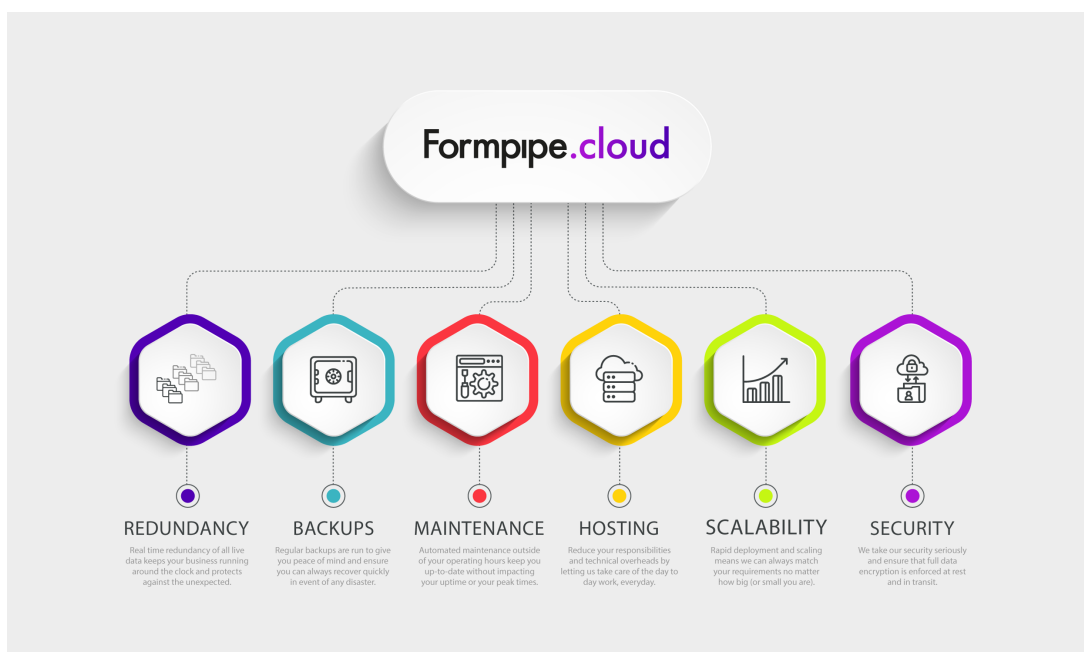 Formpipe.cloud
REDUNDANCY
Real time redundancy of all live
data keeps your business running
around the clock and protects
against the unexpected.
BACKUPS
Regular backups are run to give
you peace of mind and ensure
you can always recover quickly
in event of any disaster.
MAINTENANCE
Automated maintenance outside
of your operating hours keep you
up-to-date without impacting
your uptime or your peak times.
HOSTING
Reduce your responsibilities
and technical overheads by
letting us take care of the day to
day work, everyday.
SCALABILITY
Rapid deployment and scaling
means we can always match
your requirements no matter
how big (or small you are).
SECURITY
We take our security seriously
and ensure that full data
encryption is enforced at rest
and in transit.